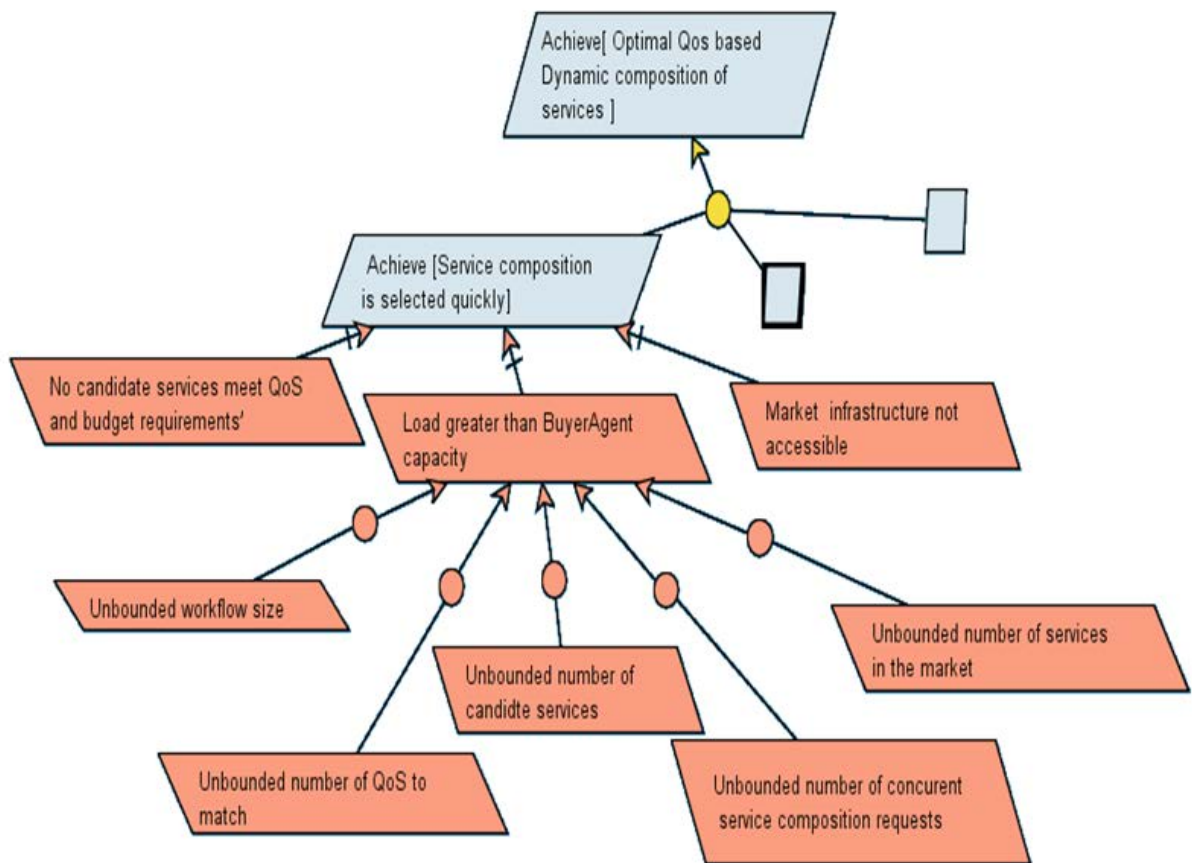 Achieve[ Optimal Qos based
Dynamic composition of
services ]
Achieve [Service composition
is selected quickly]
No candidate services meet QoS
and budget requirements’
Load greater than BuyerAgent
capacity
Market infrastructure not
accessible
Unbounded workflow size
Unbounded number of services
in the market
Unbounded number of
candidte services
Unbounded number of QoS to
match
Unbounded number of concurent
service composition requests